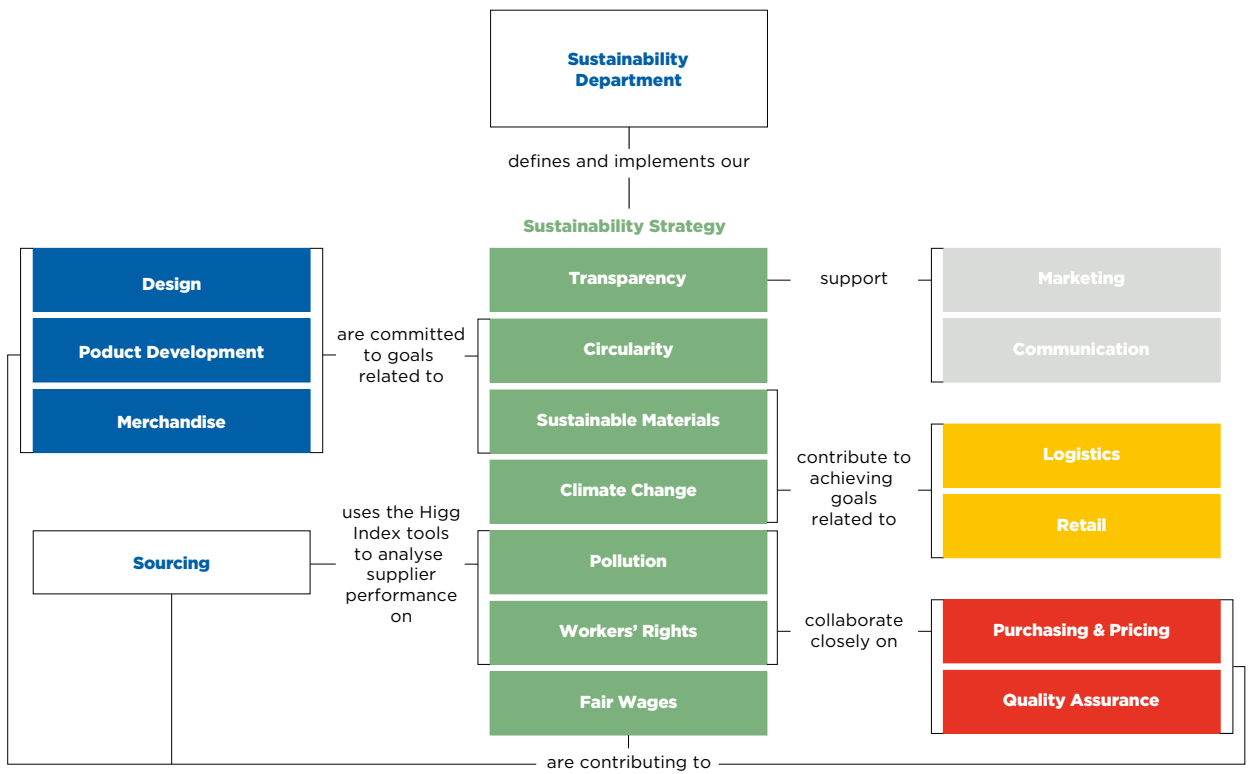 Sustainability
Department
defines and implements our
Sustainability Strategy
Design
Poduct Development
Merchandise
are committed
to goals
related to
Transparency
Circularity
Sustainable Materials
Climate Change
Pollution
Workers' Rights
Fair Wages
support
Marketing
Communication
contribute to
achieving
goals
related to
Logistics
Retail
Sourcing
uses the Higg
Index tools
to analyse
supplier
performance
on
collaborate
closely on
Purchasing & Pricing
Quality Assurance
are contributing to